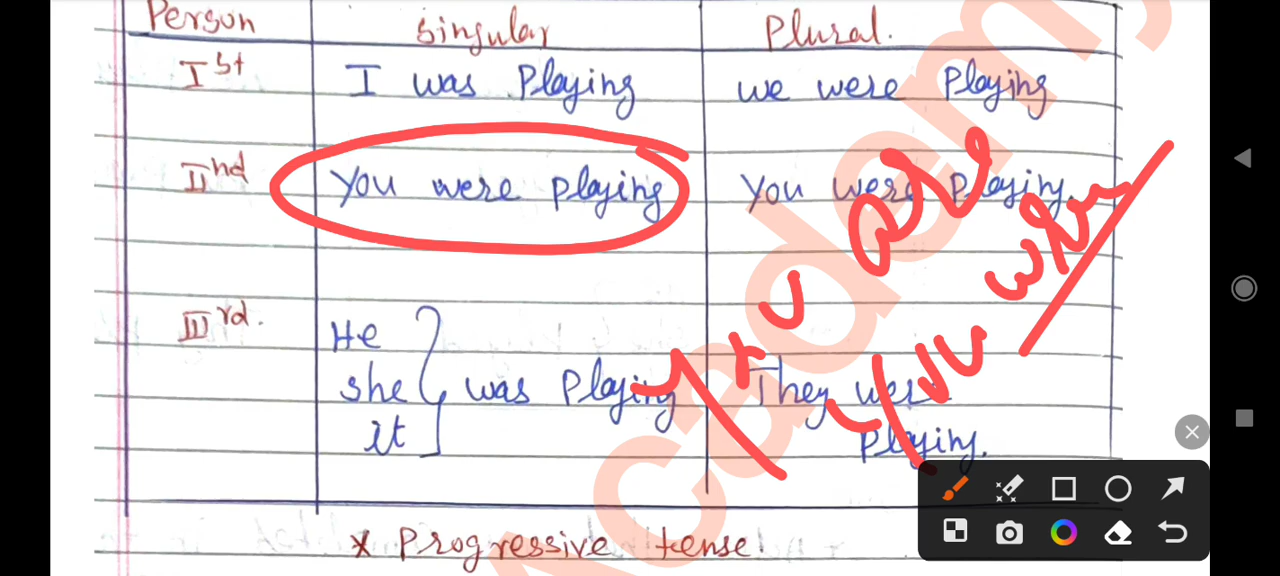 Person singular Plural.
Ist I was Playing we were Playing
IInd You were playing You were Playing.
IIIrd. He
she was Playing They were
it Playing.
* Progressive tense.
You are
You were
cademy